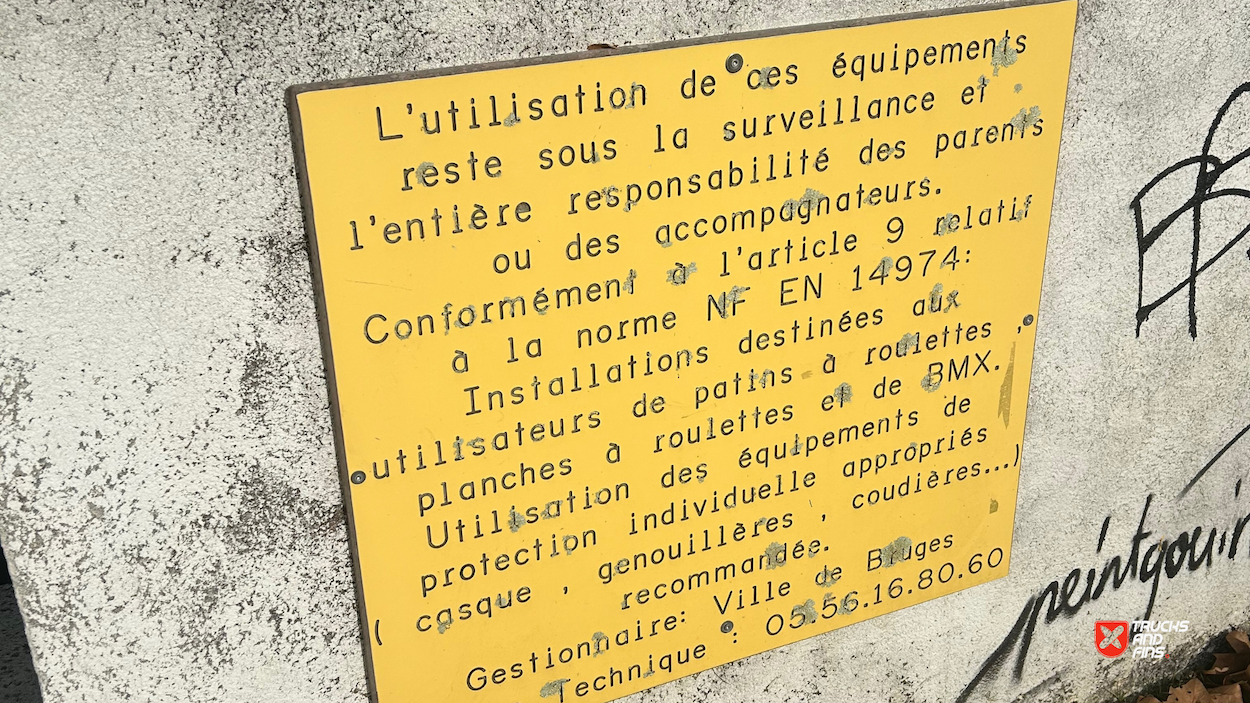 L'utilisation de ces équipements
reste sous la surveillance et
l'entière responsabilité des parents
ou des accompagnateurs.
Conformément à l'article 9 relatif
à la norme NF EN 14974:
Installations destinées aux
utilisateurs de patins à roulettes ,
planches à roulettes et de BMX.
Utilisation des équipements de
protection individuelle appropriés
( casque , genouillères , coudières...)
recommandée.
Gestionnaire: Ville de Bruges
Technique : 05.56.16.80.60
TRUCKS
AND
FINS